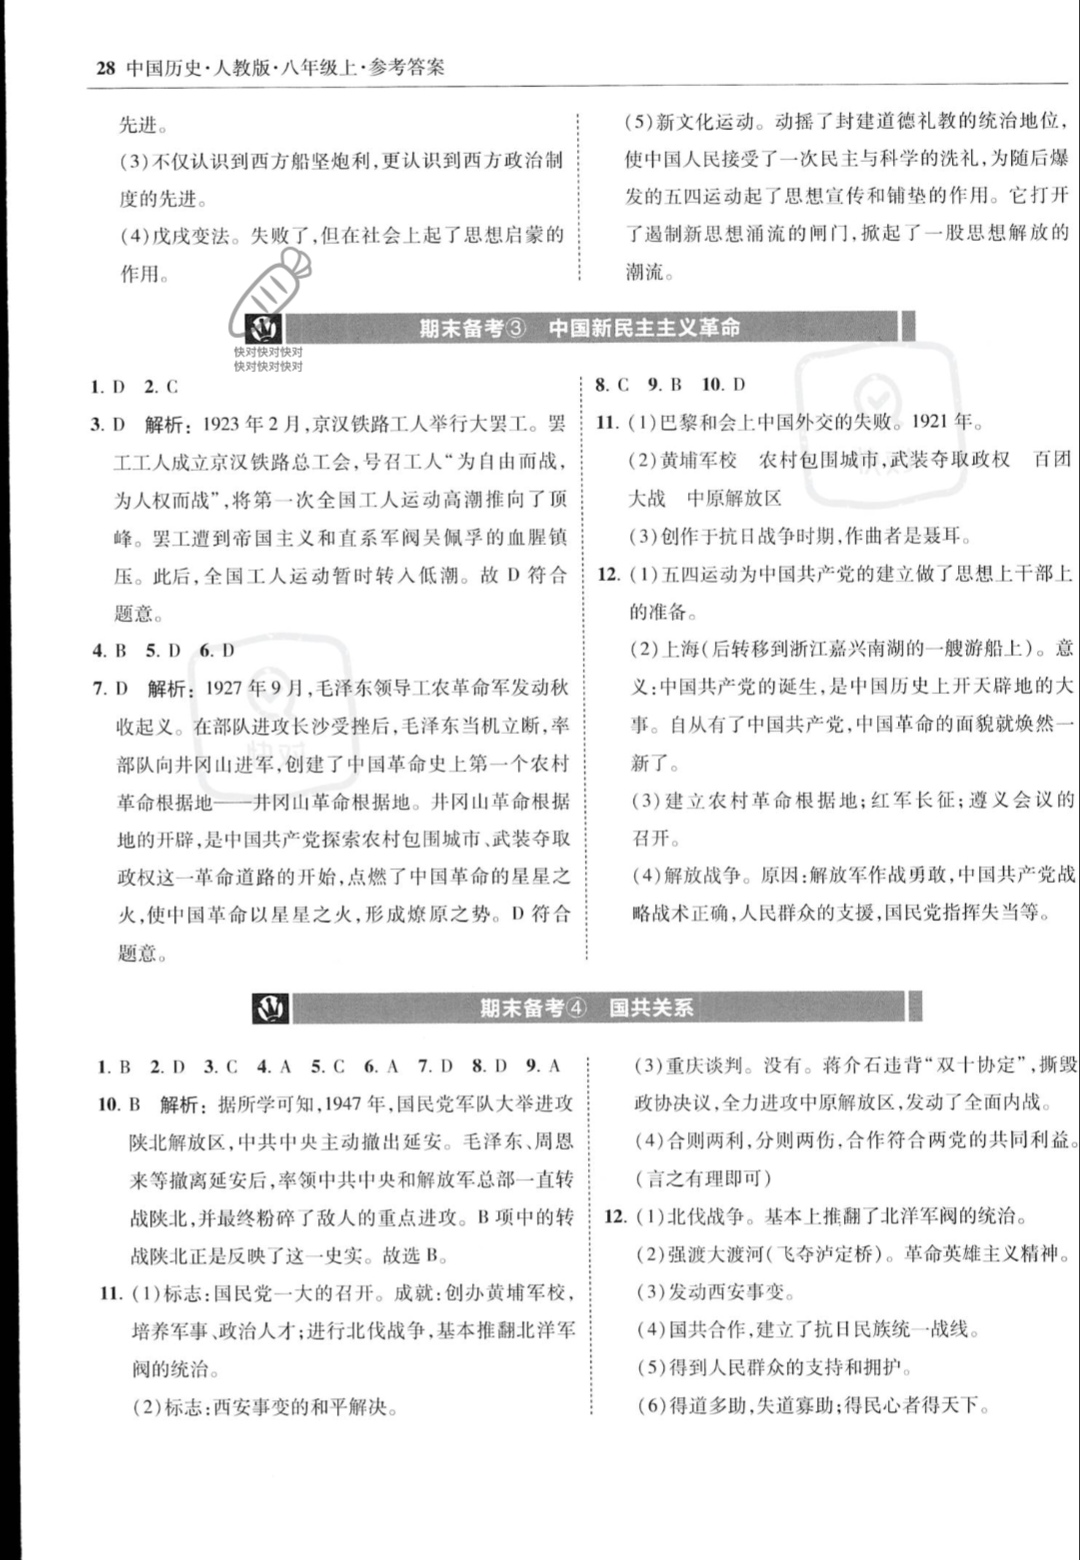 28 中国历史·人教版·八年级上·参考答案
先进。
(3)不仅认识到西方船坚炮利,更认识到西方政治制
度的先进。
(4)戊戌变法。失败了,但在社会上起了思想启蒙的
作用。
(5)新文化运动。动摇了封建道德礼教的统治地位,
使中国人民接受了一次民主与科学的洗礼,为随后爆
发的五四运动起了思想宣传和铺垫的作用。它打开
了遏制新思想涌流的闸门,掀起了一股思想解放的
潮流。
期末备考③ 中国新民主主义革命
快对快对快对
快对快对快对
1. D 2. C
3. D 解析:1923 年 2 月,京汉铁路工人举行大罢工。罢
工工人成立京汉铁路总工会,号召工人“为自由而战,
为人权而战”,将第一次全国工人运动高潮推向了顶
峰。罢工遭到帝国主义和直系军阀吴佩孚的血腥镇
压。此后,全国工人运动暂时转入低潮。故 D 符合
题意。
4. B 5. D 6. D
7. D 解析:1927 年 9 月,毛泽东领导工农革命军发动秋
收起义。在部队进攻长沙受挫后,毛泽东当机立断,率
部队向井冈山进军,创建了中国革命史上第一个农村
革命根据地——井冈山革命根据地。井冈山革命根据
地的开辟,是中国共产党探索农村包围城市、武装夺取
政权这一革命道路的开始,点燃了中国革命的星星之
火,使中国革命以星星之火,形成燎原之势。D 符合
题意。
8. C 9. B 10. D
11. (1)巴黎和会上中国外交的失败。1921 年。
(2)黄埔军校 农村包围城市,武装夺取政权 百团
大战 中原解放区
(3)创作于抗日战争时期,作曲者是聂耳。
12. (1)五四运动为中国共产党的建立做了思想上干部上
的准备。
(2)上海(后转移到浙江嘉兴南湖的一艘游船上)。意
义:中国共产党的诞生,是中国历史上开天辟地的大
事。自从有了中国共产党,中国革命的面貌就焕然一
新了。
(3)建立农村革命根据地;红军长征;遵义会议的
召开。
(4)解放战争。原因:解放军作战勇敢,中国共产党战
略战术正确,人民群众的支援,国民党指挥失当等。
快对
期末备考④ 国共关系
1. B 2. D 3. C 4. A 5. C 6. A 7. D 8. D 9. A
10. B 解析:据所学可知,1947 年,国民党军队大举进攻
陕北解放区,中共中央主动撤出延安。毛泽东、周恩
来等撤离延安后,率领中共中央和解放军总部一直转
战陕北,并最终粉碎了敌人的重点进攻。B 项中的转
战陕北正是反映了这一史实。故选 B。
11. (1)标志:国民党一大的召开。成就:创办黄埔军校,
培养军事、政治人才;进行北伐战争,基本推翻北洋军
阀的统治。
(2)标志:西安事变的和平解决。
(3)重庆谈判。没有。蒋介石违背“双十协定”,撕毁
政协决议,全力进攻中原解放区,发动了全面内战。
(4)合则两利,分则两伤,合作符合两党的共同利益。
(言之有理即可)
12. (1)北伐战争。基本上推翻了北洋军阀的统治。
(2)强渡大渡河(飞夺泸定桥)。革命英雄主义精神。
(3)发动西安事变。
(4)国共合作,建立了抗日民族统一战线。
(5)得到人民群众的支持和拥护。
(6)得道多助,失道寡助;得民心者得天下。